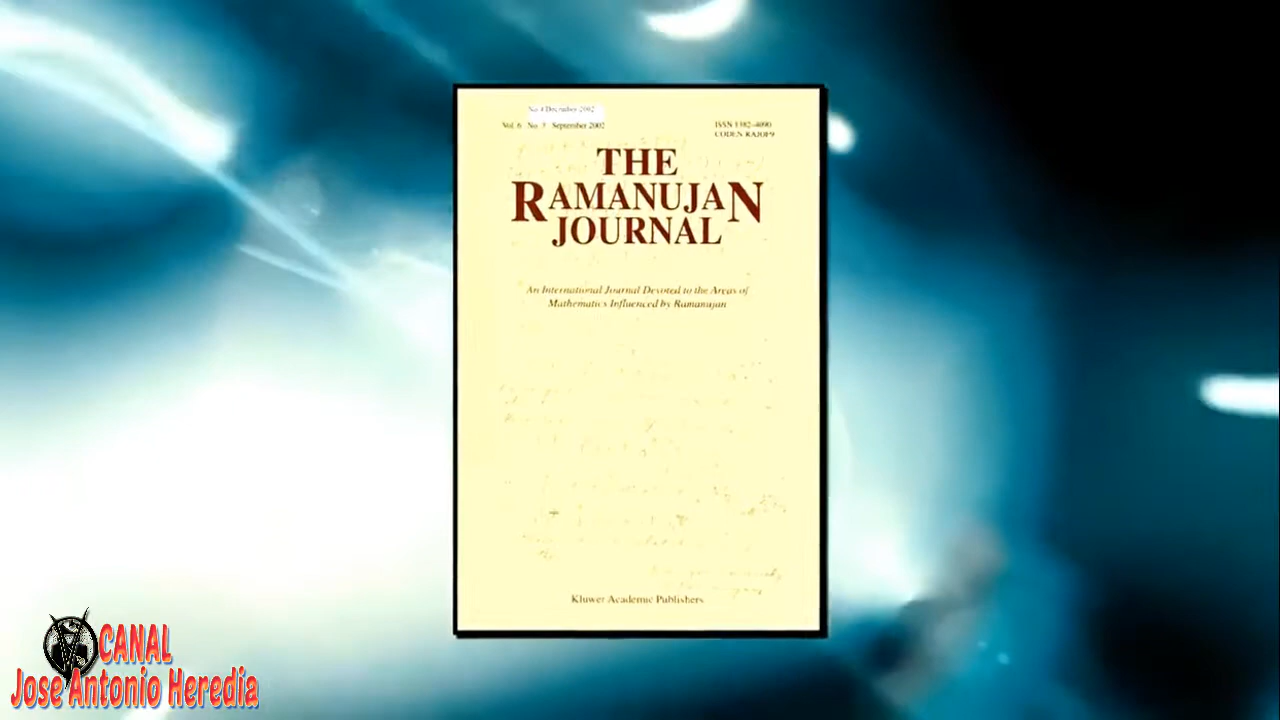 No 4 December 2002
Vol. 6 No. 3 September 2002
ISSN 1382-4090
CODEN RAJOF9
THE
RAMANUJAN
JOURNAL
An International Journal Devoted to the Areas of
Mathematics Influenced by Ramanujan
Kluwer Academic Publishers
CANAL
Jose Antonio Heredia